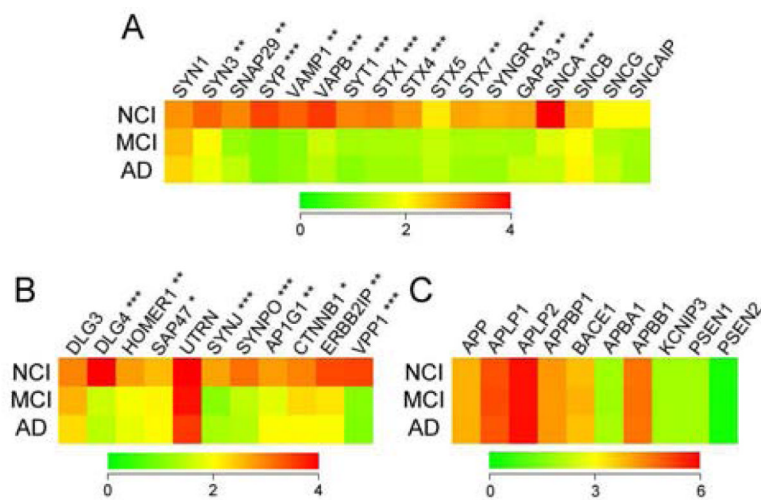 A
SYN1
SYN3 **
SNAP29 **
SYP ***
VAMP1 **
VAPB ***
SYT1 ***
STX1 ***
STX4 ***
STX5
STX7 **
SYNGR ***
GAP43 **
SNCA ***
SNCB
SNCG
SNCAIP
NCI
MCI
AD
0 2 4
B
DLG3
DLG4 ***
HOMER1 **
SAP47 *
UTRN
SYNJ ***
SYNPO ***
AP1G1 **
CTNNB1 *
ERBB2IP **
VPP1 ***
NCI
MCI
AD
0 2 4
C
APP
APLP1
APLP2
APPBP1
BACE1
APBA1
APBB1
KCNIP3
PSEN1
PSEN2
NCI
MCI
AD
0 3 6